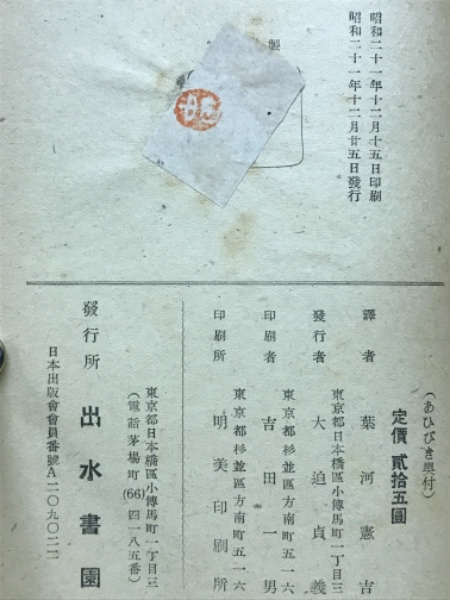 昭和二十一年十二月十五日印刷
昭和二十一年十二月廿五日發行
製
(あひびき奥付)
定價 貳拾五圓
譯者 葉河憲吉
東京都日本橋區小傳馬町一丁目三
發行者 大迫貞義
東京都杉並區方南町五一六
印刷者 吉田一男
東京都杉並區方南町五一六
印刷所 明美印刷所
東京都日本橋區小傳馬町一丁目三
(電話茅場町(66)四一八五番)
發行所 出水書園
日本出版會會員番號A二〇九〇二二